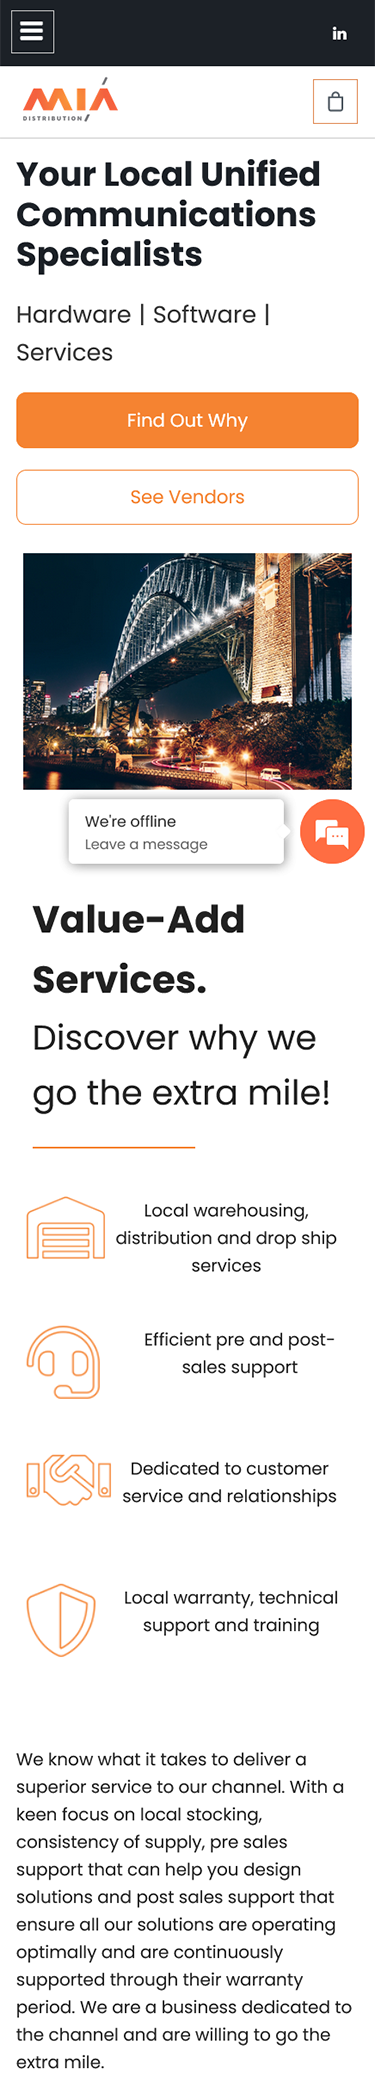 in
MIA
DISTRIBUTION
Your Local Unified
Communications
Specialists
Hardware | Software |
Services
Find Out Why
See Vendors
We're offline
Leave a message
Value-Add
Services.
Discover why we
go the extra mile!
Local warehousing,
distribution and drop ship
services
Efficient pre and post-
sales support
Dedicated to customer
service and relationships
Local warranty, technical
support and training
We know what it takes to deliver a
superior service to our channel. With a
keen focus on local stocking,
consistency of supply, pre sales
support that can help you design
solutions and post sales support that
ensure all our solutions are operating
optimally and are continuously
supported through their warranty
period. We are a business dedicated to
the channel and are willing to go the
extra mile.